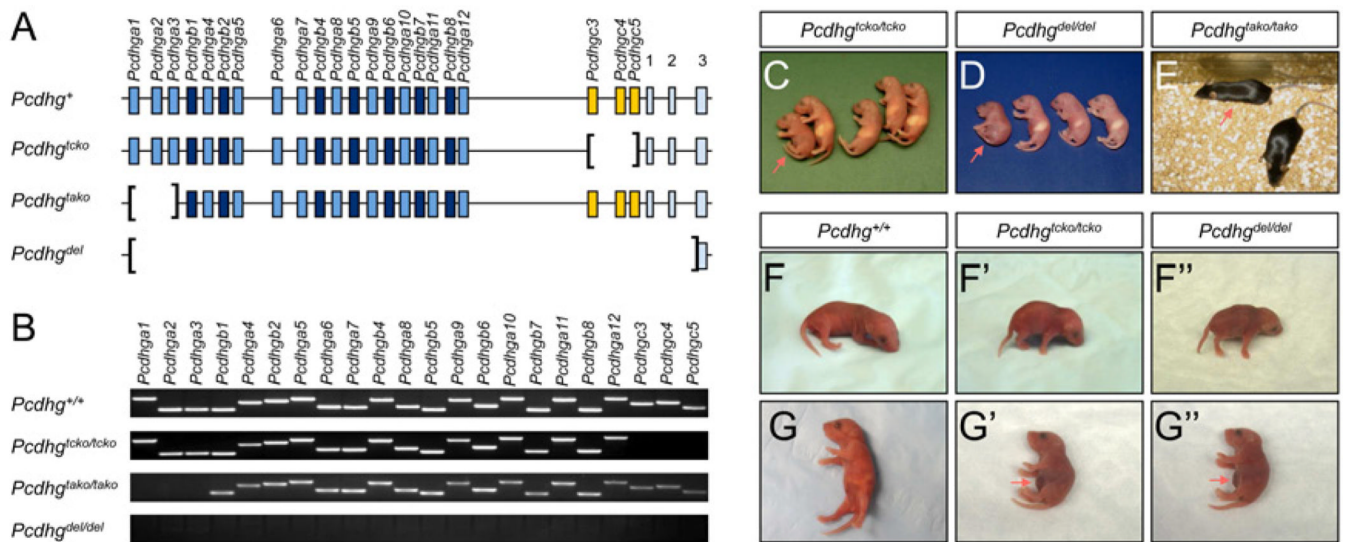 A
Pcdhga1
Pcdhga2
Pcdhga3
Pcdhgb1
Pcdhga4
Pcdhgb2
Pcdhga5
Pcdhga6
Pcdhga7
Pcdhgb4
Pcdhga8
Pcdhgb5
Pcdhga9
Pcdhgb6
Pcdhga10
Pcdhgb7
Pcdhga11
Pcdhgb8
Pcdhga12
Pcdhgc3
Pcdhgc4
Pcdhgc5
1 2 3
Pcdhg+
Pcdhgtcko
Pcdhgtako
Pcdhgdel
B
Pcdhga1
Pcdhga2
Pcdhga3
Pcdhgb1
Pcdhga4
Pcdhgb2
Pcdhga5
Pcdhga6
Pcdhga7
Pcdhgb4
Pcdhga8
Pcdhgb5
Pcdhga9
Pcdhgb6
Pcdhga10
Pcdhgb7
Pcdhga11
Pcdhgb8
Pcdhga12
Pcdhgc3
Pcdhgc4
Pcdhgc5
Pcdhg+/+
Pcdhgtcko/tcko
Pcdhgtako/tako
Pcdhgdel/del
Pcdhgtcko/tcko
Pcdhgdel/del
Pcdhgtako/tako
C
D
E
Pcdhg+/+
Pcdhgtcko/tcko
Pcdhgdel/del
F
F'
F''
G
G'
G''